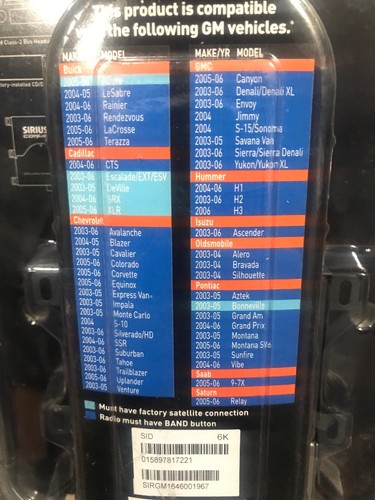 This product is compatible
with the following GM vehicles.*
MAKE/YR MODEL
Buick
2004-05 LeSabre
2004-06 Rainier
2003-06 Rendezvous
2005-06 LaCrosse
2005-06 Terazza
Cadillac
2004-06 CTS
2003-06 Escalade/EXT/ESV
2003-05 DeVille
2004-06 SRX
2005-06 XLR
Chevrolet
2003-06 Avalanche
2004-05 Blazer
2003-05 Cavalier
2005-06 Colorado
2005-06 Corvette
2005-06 Equinox
2003-06 Express Van
2003-05 Impala
2003-05 Monte Carlo
2004 S-10
2003-06 Silverado/HD
2004-06 SSR
2003-06 Suburban
2003-06 Tahoe
2003-06 Trailblazer
2005-06 Uplander
2003-05 Venture
MAKE/YR MODEL
GMC
2005-06 Canyon
2003-06 Denali/Denali XL
2003-06 Envoy
2004 Jimmy
2004 S-15/Sonoma
2003-05 Savana Van
2003-06 Sierra/Sierra Denali
2003-06 Yukon/Yukon XL
Hummer
2004-06 H1
2003-06 H2
2006 H3
Isuzu
2003-06 Ascender
Oldsmobile
2003-04 Alero
2003-04 Bravada
2003-04 Silhouette
Pontiac
2003-05 Aztek
2003-05 Bonneville
2003-05 Grand Am
2004-06 Grand Prix
2003-05 Montana
2005-06 Montana SV6
2003-05 Sunfire
2004-06 Vibe
Saab
2005-06 9-7X
Saturn
2005-06 Relay
Must have factory satellite connection
Radio must have BAND button
SID 6K
015897817221
SIRGM1646001967
SIRIUS